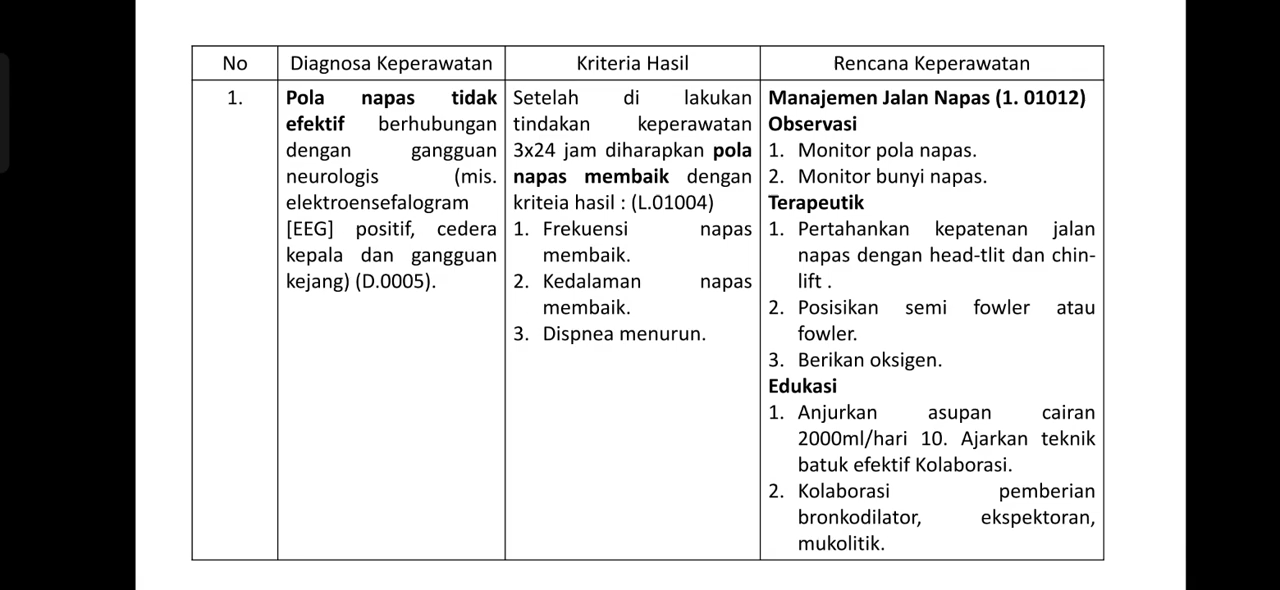 No
Diagnosa Keperawatan
Kriteria Hasil
Rencana Keperawatan
1.
Pola napas tidak
efektif berhubungan
dengan gangguan
neurologis (mis.
elektroensefalogram
[EEG] positif, cedera
kepala dan gangguan
kejang) (D.0005).
Setelah di lakukan
tindakan keperawatan
3x24 jam diharapkan pola
napas membaik dengan
kriteia hasil : (L.01004)
1. Frekuensi napas
membaik.
2. Kedalaman napas
membaik.
3. Dispnea menurun.
Manajemen Jalan Napas (1. 01012)
Observasi
1. Monitor pola napas.
2. Monitor bunyi napas.
Terapeutik
1. Pertahankan kepatenan jalan
napas dengan head-tlit dan chin-
lift .
2. Posisikan semi fowler atau
fowler.
3. Berikan oksigen.
Edukasi
1. Anjurkan asupan cairan
2000ml/hari 10. Ajarkan teknik
batuk efektif Kolaborasi.
2. Kolaborasi pemberian
bronkodilator, ekspektoran,
mukolitik.